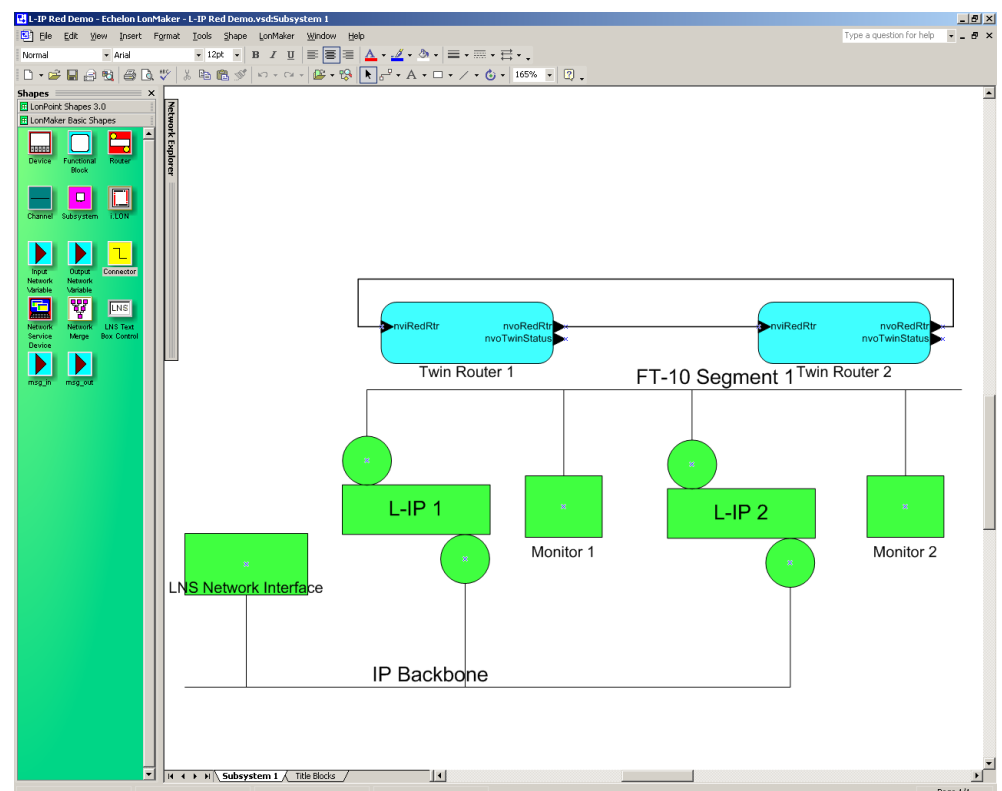 L-IP Red Demo - Echelon LonMaker - L-IP Red Demo.vsd:Subsystem 1
File Edit View Insert Format Tools Shape LonMaker Window Help
Type a question for help
Normal Arial 12pt B I U
165%
Shapes
LonPoint Shapes 3.0
LonMaker Basic Shapes
Device
Functional Block
Router
Channel
Subsystem
i.LON
Input Network Variable
Output Network Variable
Connector
Network Service Device
Network Merge
LNS
LNS Text Box Control
msg_in
msg_out
Network Explorer
nviRedRtr nvoRedRtr
nvoTwinStatus
Twin Router 1
nviRedRtr nvoRedRtr
nvoTwinStatus
Twin Router 2
FT-10 Segment 1
L-IP 1
Monitor 1
L-IP 2
Monitor 2
LNS Network Interface
IP Backbone
Subsystem 1 Title Blocks
Page 1/1